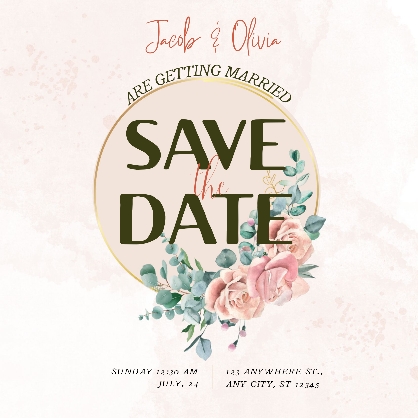 Jacob & Olivia
ARE GETTING MARRIED
SAVE
the
DATE
SUNDAY 12:30 AM
JULY, 24
123 ANYWHERE ST.,
ANY CITY, ST 12345